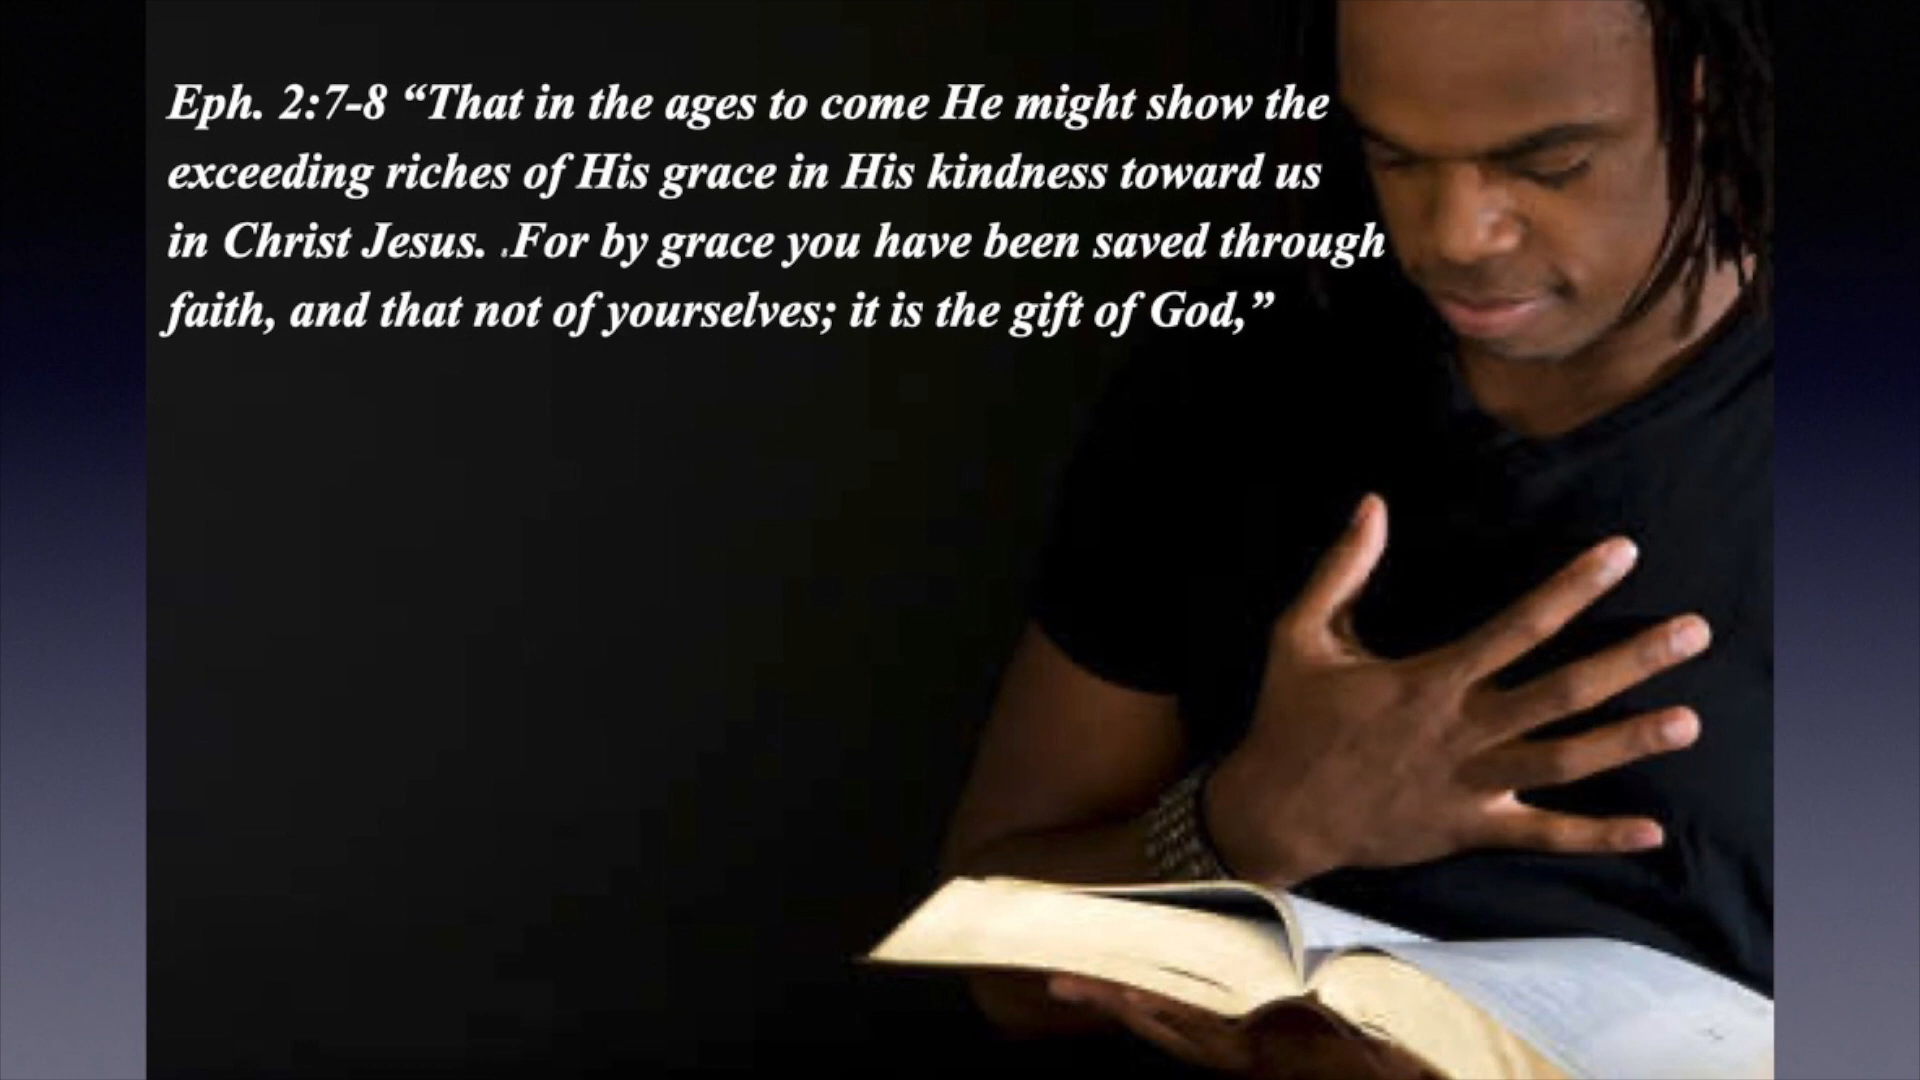 Eph. 2:7-8 “That in the ages to come He might show the
exceeding riches of His grace in His kindness toward us
in Christ Jesus. For by grace you have been saved through
faith, and that not of yourselves; it is the gift of God,”